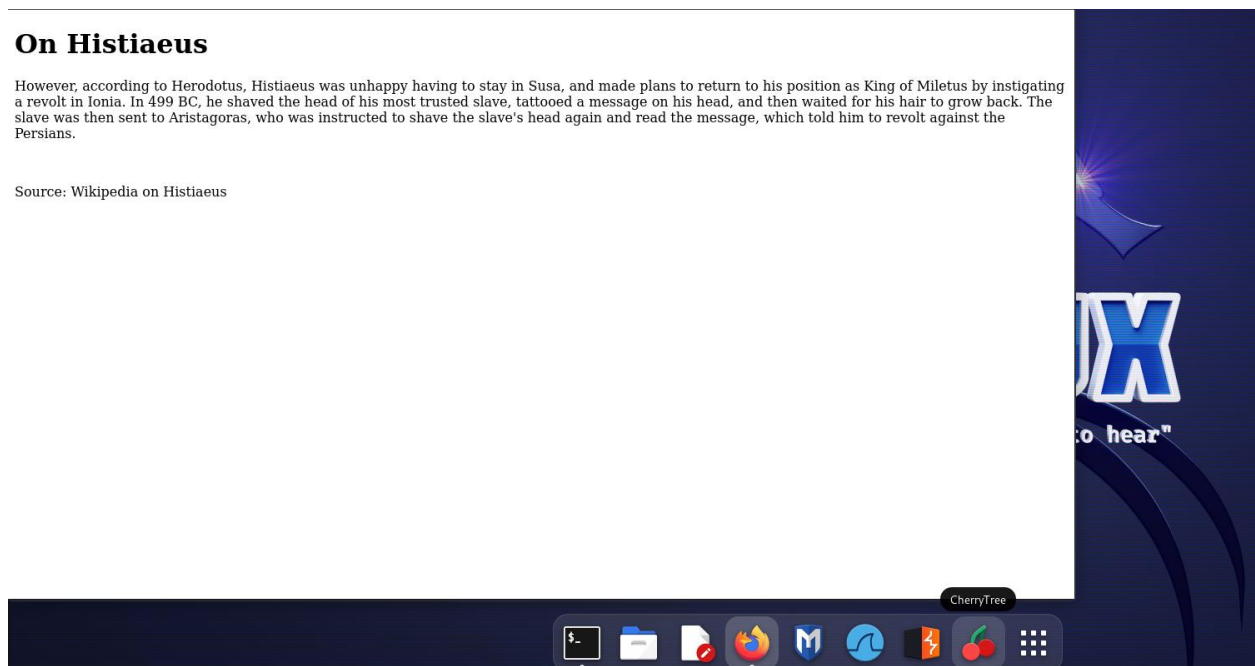 On Histiaeus
However, according to Herodotus, Histiaeus was unhappy having to stay in Susa, and made plans to return to his position as King of Miletus by instigating
a revolt in Ionia. In 499 BC, he shaved the head of his most trusted slave, tattooed a message on his head, and then waited for his hair to grow back. The
slave was then sent to Aristagoras, who was instructed to shave the slave's head again and read the message, which told him to revolt against the
Persians.
Source: Wikipedia on Histiaeus
UX
to hear"
CherryTree
$_